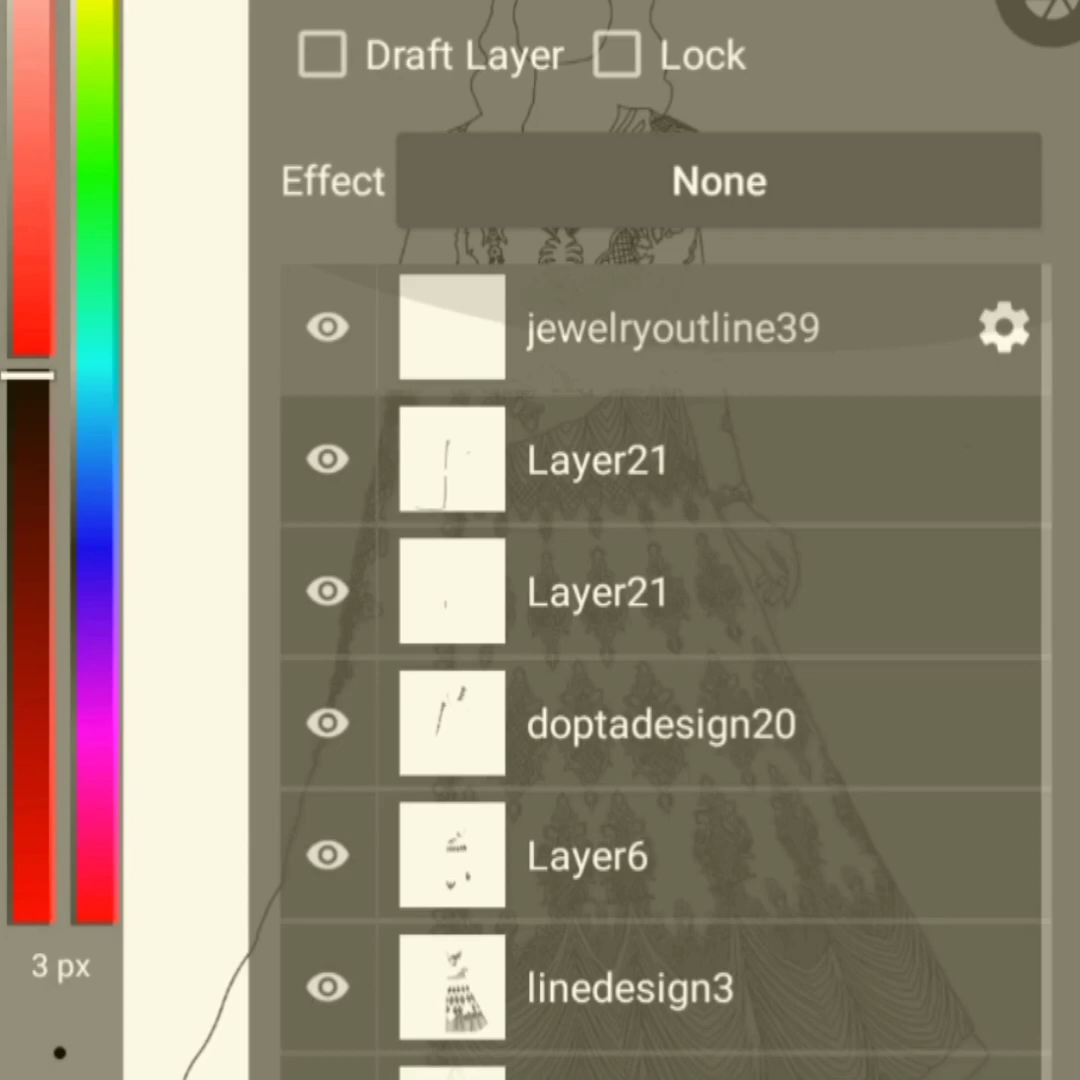 Draft Layer Lock
Effect None
jewelryoutline39
Layer21
Layer21
doptadesign20
Layer6
linedesign3
3 px